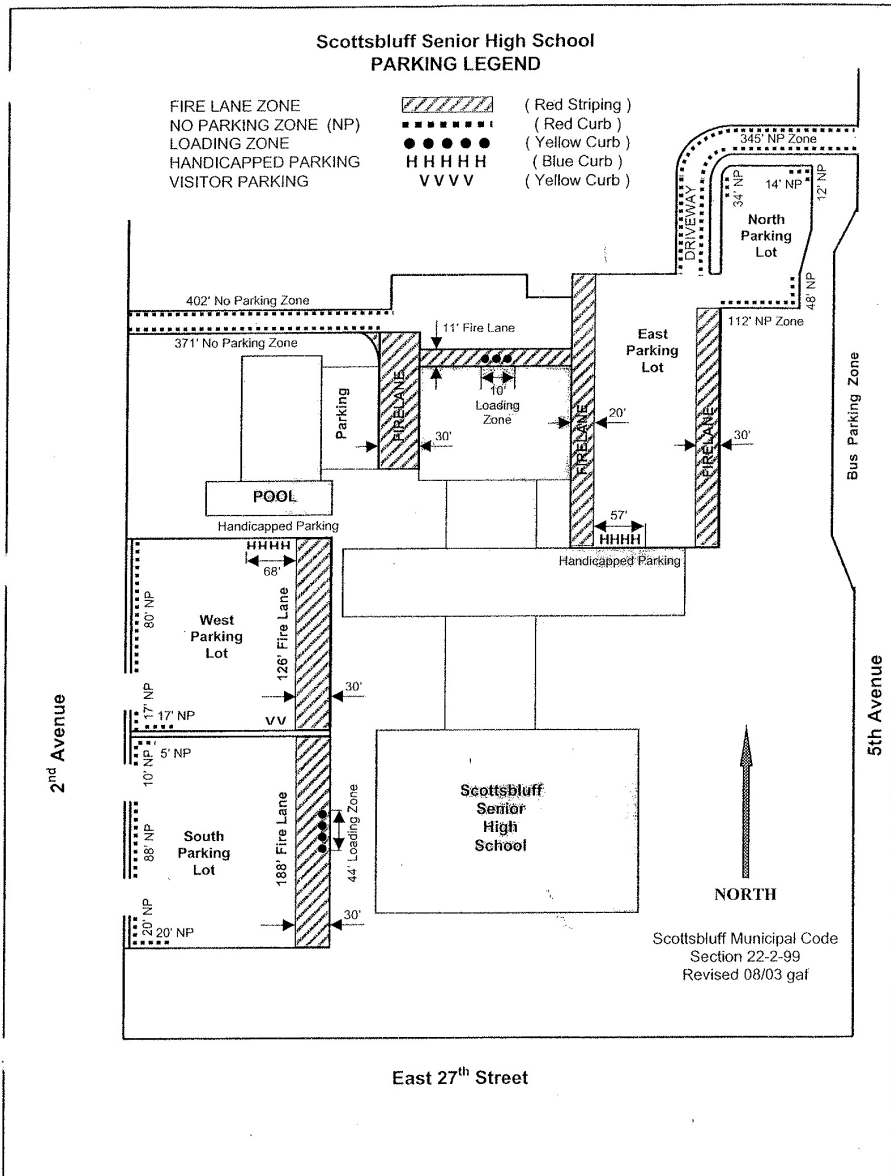 Scottsbluff Senior High School
PARKING LEGEND
FIRE LANE ZONE ( Red Striping )
NO PARKING ZONE (NP) ( Red Curb )
LOADING ZONE ( Yellow Curb )
HANDICAPPED PARKING H H H H H ( Blue Curb )
VISITOR PARKING V V V V ( Yellow Curb )
345' NP Zone
DRIVEWAY
34' NP
14' NP
12' NP
North
Parking
Lot
48' NP
112' NP Zone
402' No Parking Zone
371' No Parking Zone
11' Fire Lane
10'
Loading
Zone
East
Parking
Lot
Parking
FIRELANE
30'
FIRELANE
20'
FIRELANE
30'
Bus Parking Zone
POOL
Handicapped Parking
HHHH
68'
57'
HHHH
Handicapped Parking
80' NP
West
Parking
Lot
126' Fire Lane
30'
17' NP
17' NP
V V
2nd Avenue
5th Avenue
5' NP
10' NP
88' NP
South
Parking
Lot
188' Fire Lane
44' Loading Zone
20' NP
20' NP
30'
Scottsbluff
Senior
High
School
NORTH
Scottsbluff Municipal Code
Section 22-2-99
Revised 08/03 gaf
East 27th Street